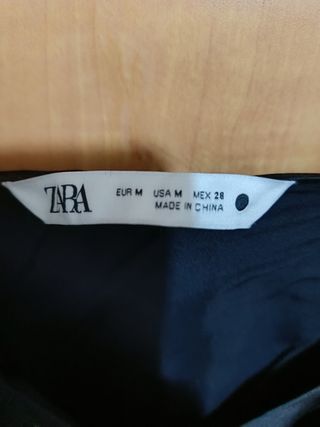 ZARA
EUR M USA M MEX 28
MADE IN CHINA